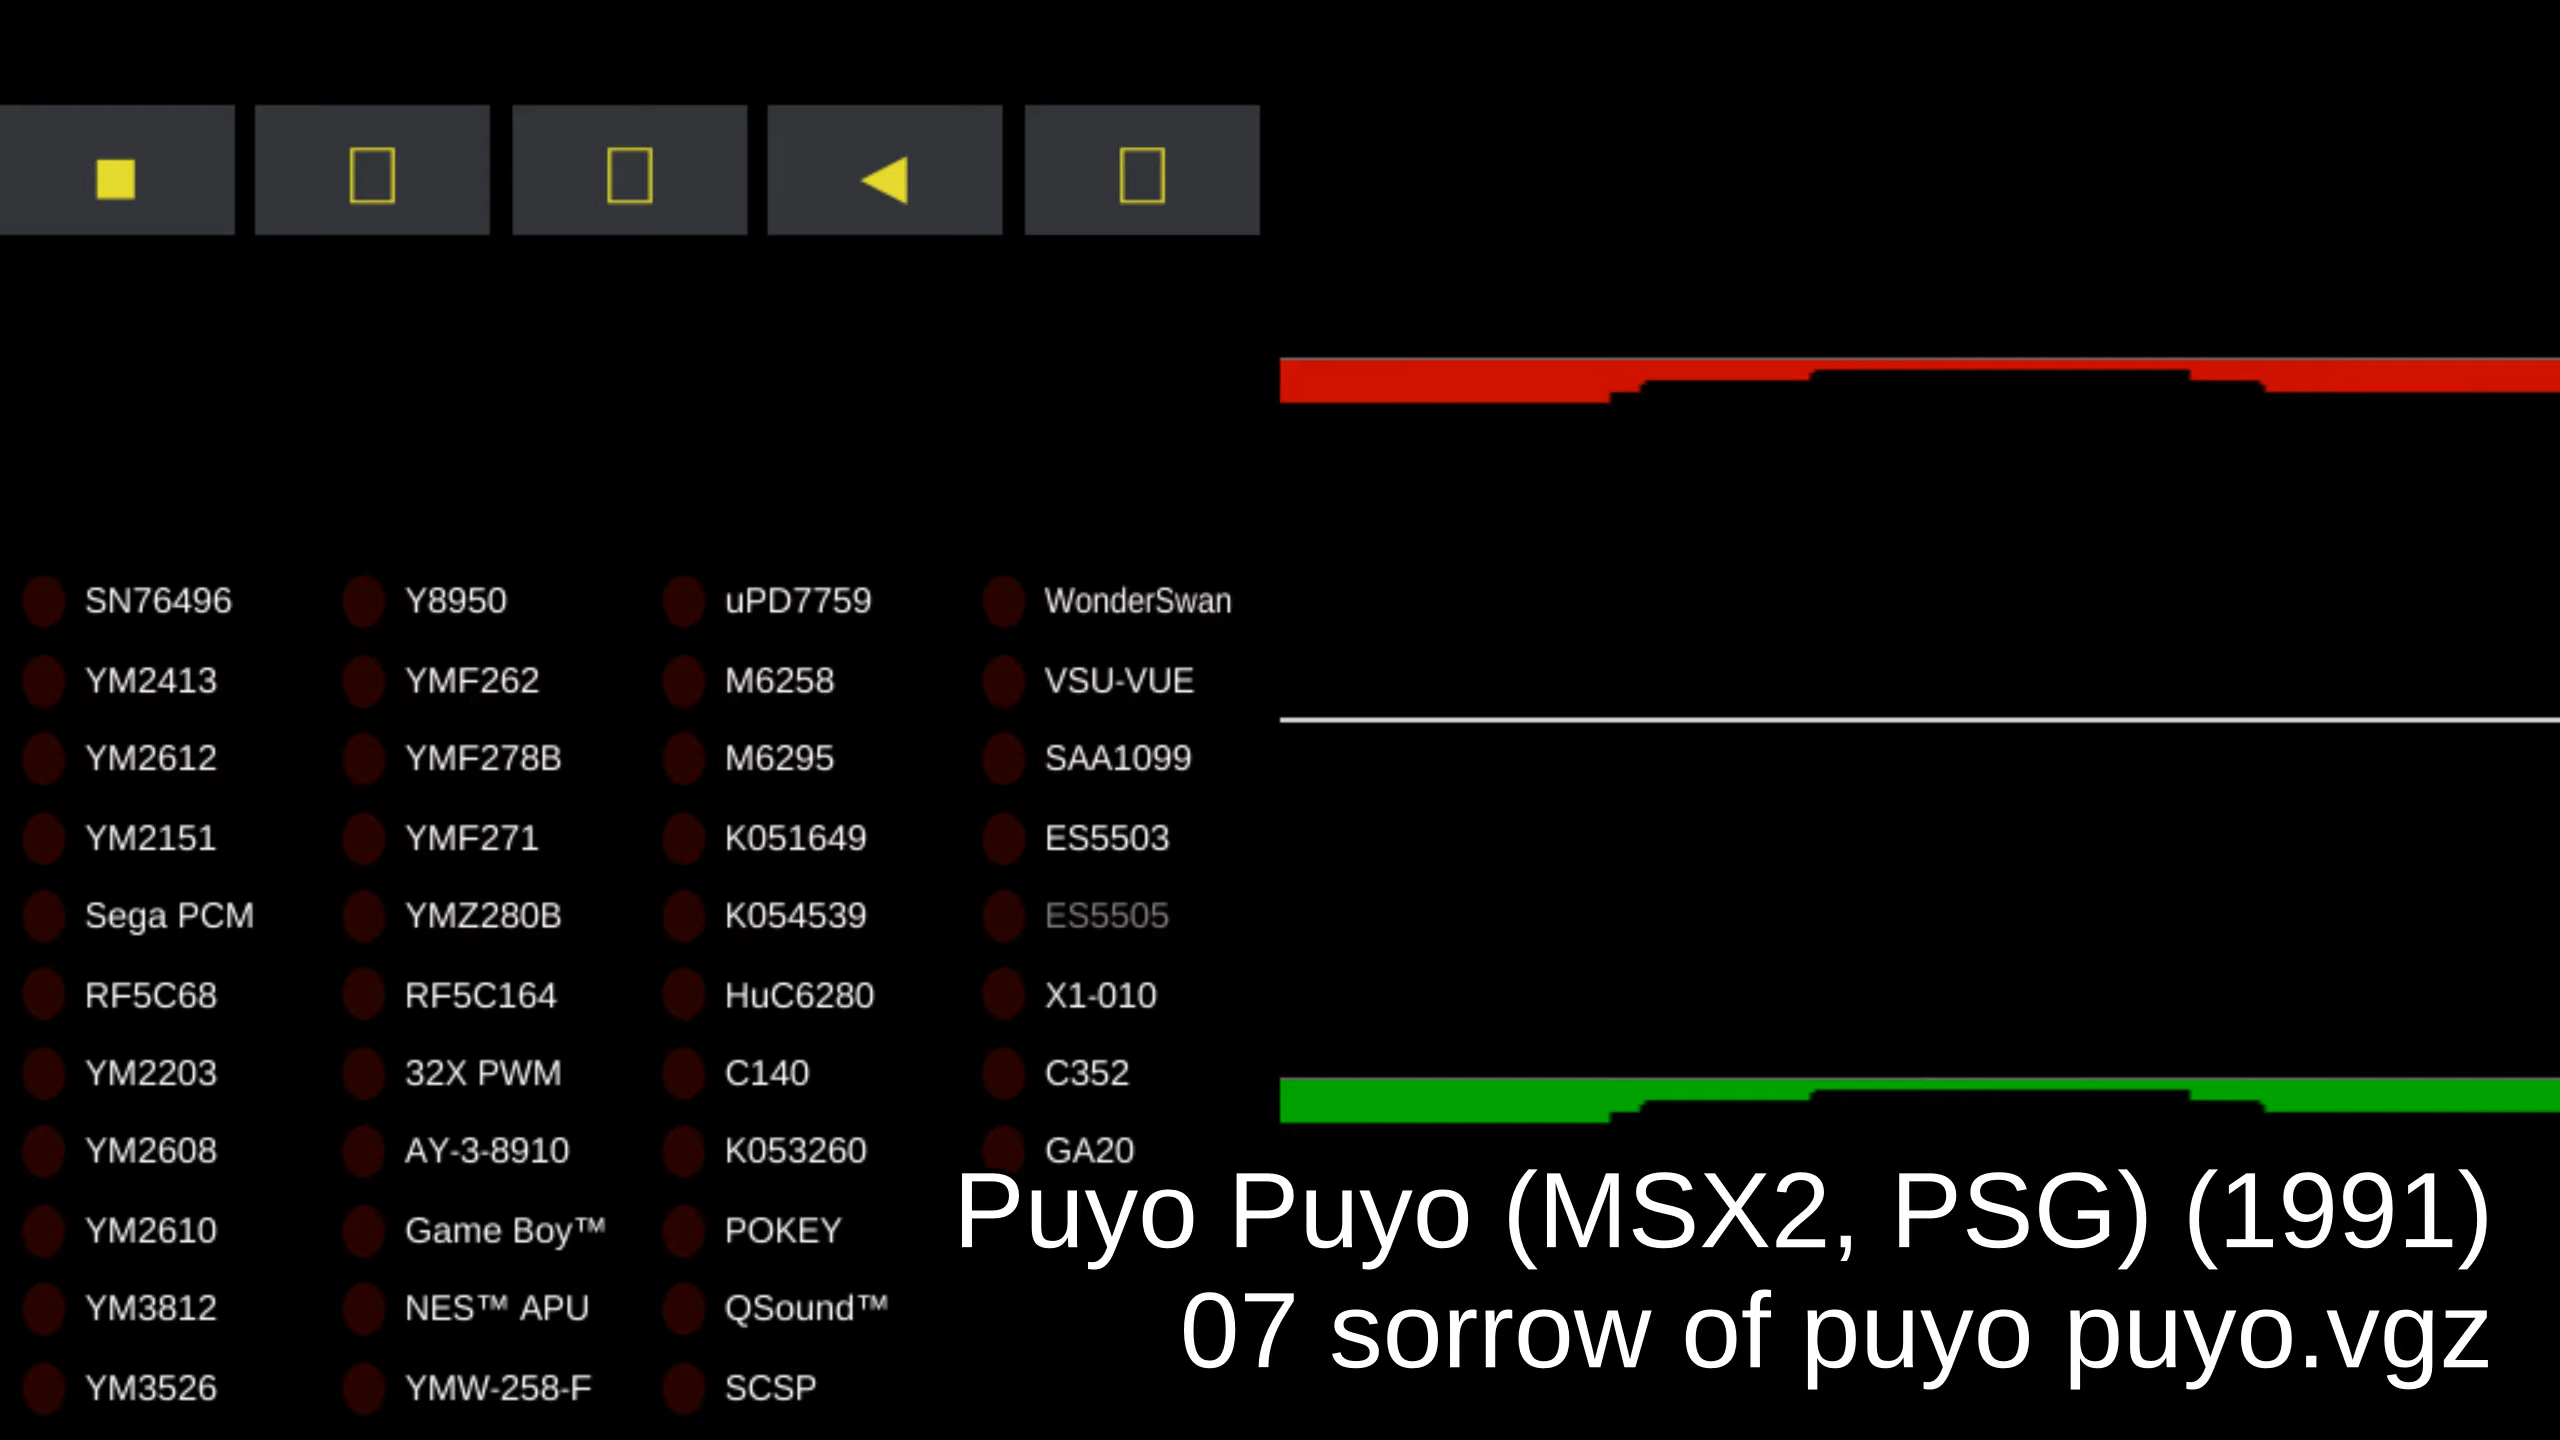 SN76496 Y8950 uPD7759 WonderSwan
YM2413 YMF262 M6258 VSU-VUE
YM2612 YMF278B M6295 SAA1099
YM2151 YMF271 K051649 ES5503
Sega PCM YMZ280B K054539 ES5505
RF5C68 RF5C164 HuC6280 X1-010
YM2203 32X PWM C140 C352
YM2608 AY-3-8910 K053260 GA20
YM2610 Game Boy™ POKEY
YM3812 NES™ APU QSound™
YM3526 YMW-258-F SCSP
Puyo Puyo (MSX2, PSG) (1991)
07 sorrow of puyo puyo.vgz